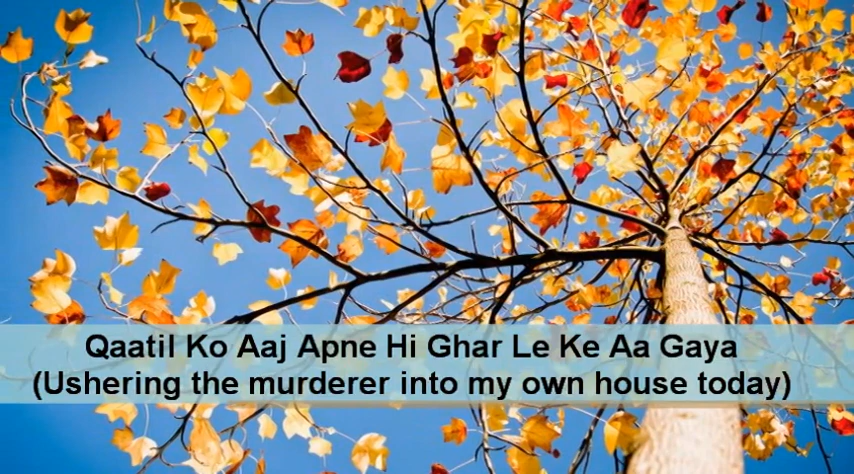 Qaatil Ko Aaj Apne Hi Ghar Le Ke Aa Gaya
(Ushering the murderer into my own house today)